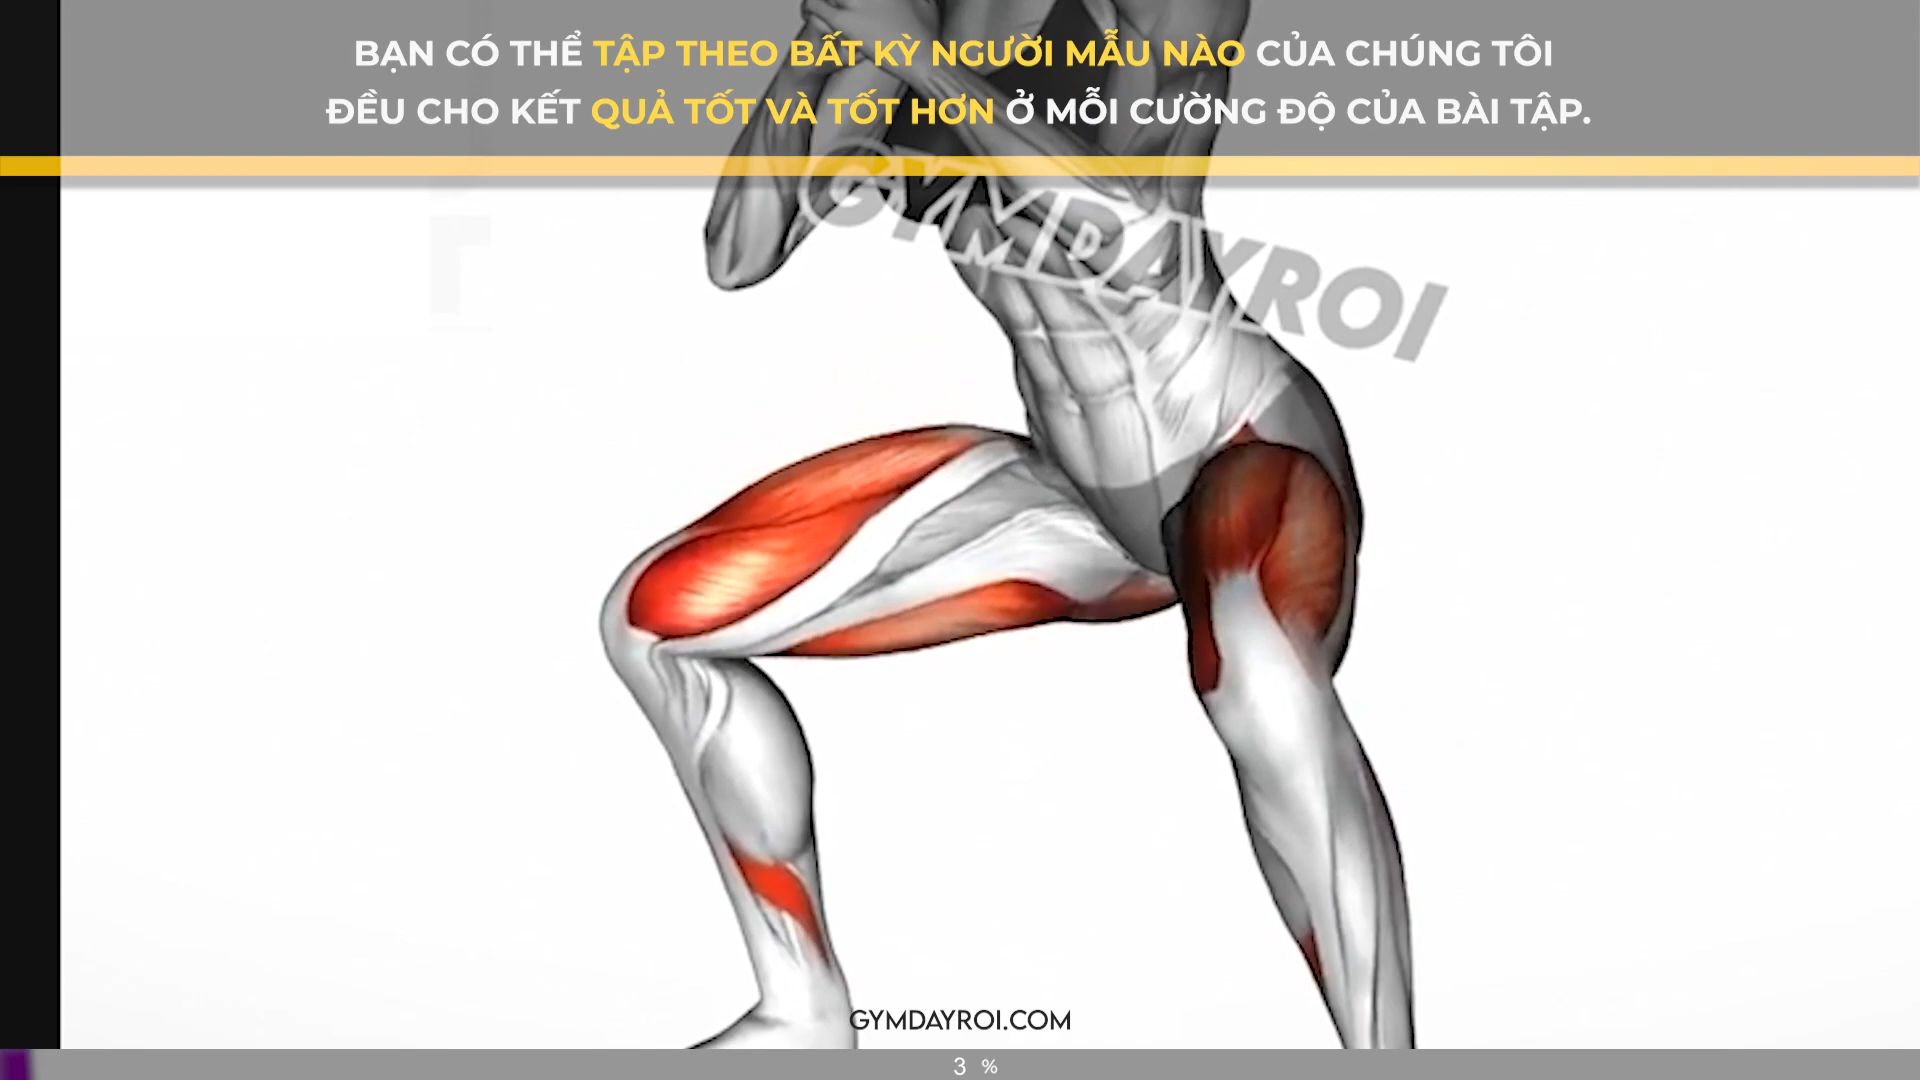 BẠN CÓ THỂ TẬP THEO BẤT KỲ NGƯỜI MẪU NÀO CỦA CHÚNG TÔI
ĐỀU CHO KẾT QUẢ TỐT VÀ TỐT HƠN Ở MỖI CƯỜNG ĐỘ CỦA BÀI TẬP.
GYMDAYROI
GYMDAYROI.COM
3 %